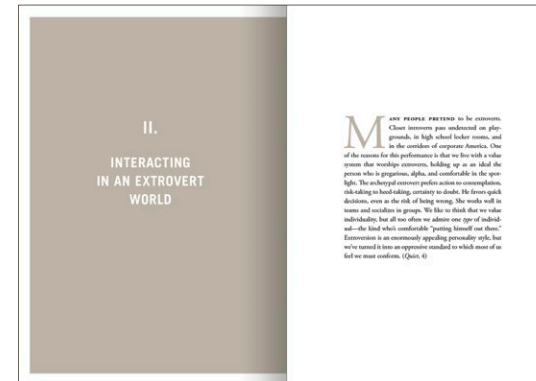 II.
INTERACTING
IN AN EXTROVERT
WORLD
MANY PEOPLE PRETEND to be extroverts.
Closet introverts pass undetected on play-
grounds, in high school locker rooms, and
in the corridors of corporate America. One
of the reasons for this performance is that we live with a value
system that worships extroverts, holding up as an ideal the
person who is gregarious, alpha, and comfortable in the spot-
light. The archetypal extrovert prefers action to contemplation,
risk-taking to heed-taking, certainty to doubt. He favors quick
decisions, even at the risk of being wrong. She works well in
teams and socializes in groups. We like to think that we value
individuality, but all too often we admire one type of individ-
ual—the kind who's comfortable "putting himself out there."
Extroversion is an enormously appealing personality style, but
we've turned it into an oppressive standard to which most of us
feel we must conform. (Quiet, 4)